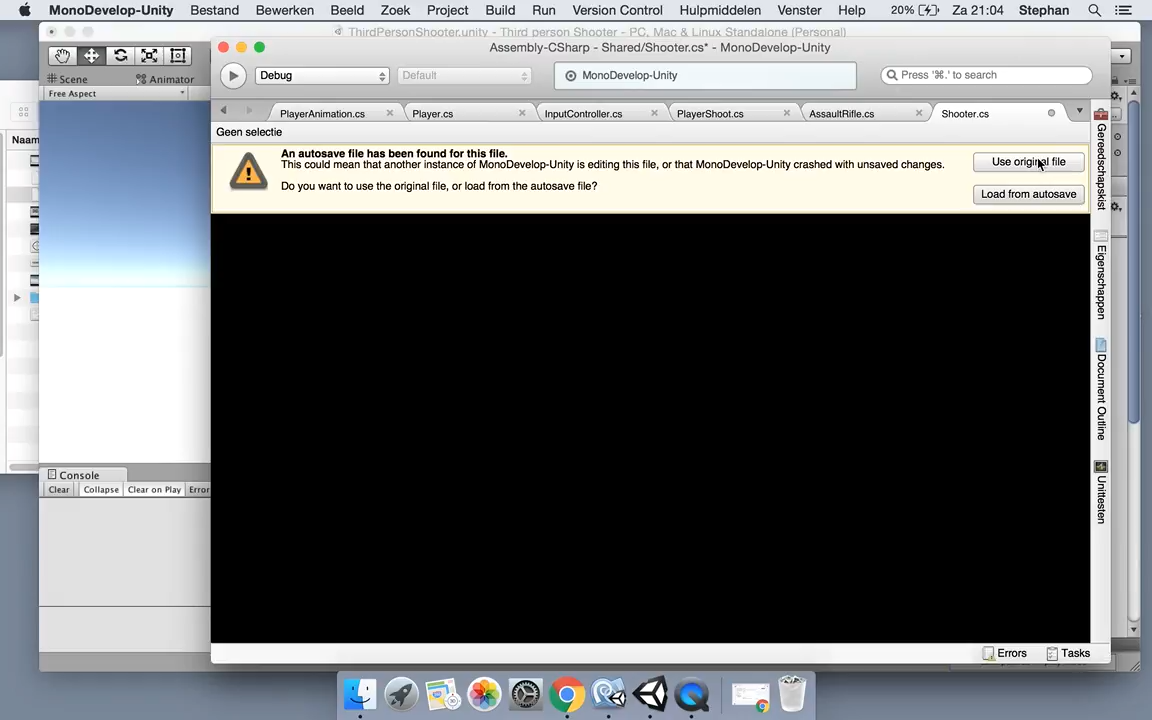 MonoDevelop-Unity Bestand Bewerken Beeld Zoek Project Build Run Version Control Hulpmiddelen Venster Help 20% Za 21:04 Stephan
ThirdPersonShooter.unity - Third person Shooter - PC, Mac & Linux Standalone (Personal)
Assembly-CSharp - Shared/Shooter.cs* - MonoDevelop-Unity
Debug Default MonoDevelop-Unity Press '⌘.' to search
Scene Animator
Free Aspect
PlayerAnimation.cs Player.cs InputController.cs PlayerShoot.cs AssaultRifle.cs Shooter.cs
Geen selectie
Naam
An autosave file has been found for this file.
This could mean that another instance of MonoDevelop-Unity is editing this file, or that MonoDevelop-Unity crashed with unsaved changes.
Do you want to use the original file, or load from the autosave file?
Use original file
Load from autosave
Gereedschapskist
Eigenschappen
Document Outline
Unittesten
Console
Clear Collapse Clear on Play Error
Errors Tasks